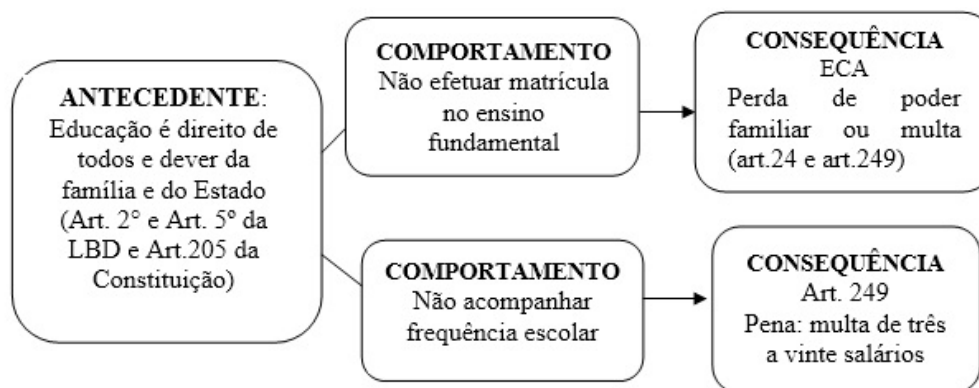 ANTECEDENTE:
Educação é direito de
todos e dever da
família e do Estado
(Art. 2° e Art. 5º da
LBD e Art.205 da
Constituição)
COMPORTAMENTO
Não efetuar matrícula
no ensino
fundamental
CONSEQUÊNCIA
ECA
Perda de poder
familiar ou multa
(art.24 e art.249)
COMPORTAMENTO
Não acompanhar
frequência escolar
CONSEQUÊNCIA
Art. 249
Pena: multa de três
a vinte salários